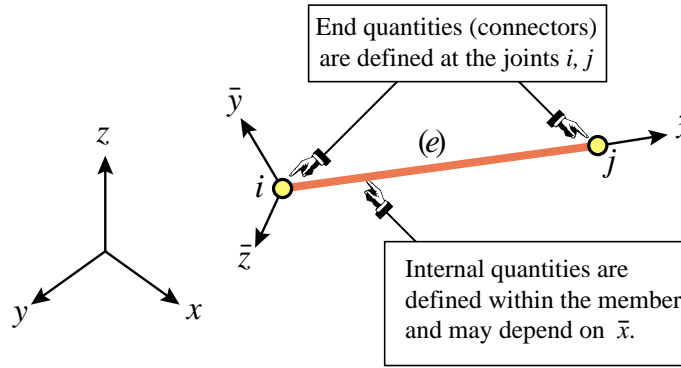 End quantities (connectors)
are defined at the joints i, j
z
y
x
ȳ
z̄
i
(e)
j
Internal quantities are
defined within the member
and may depend on x̄.